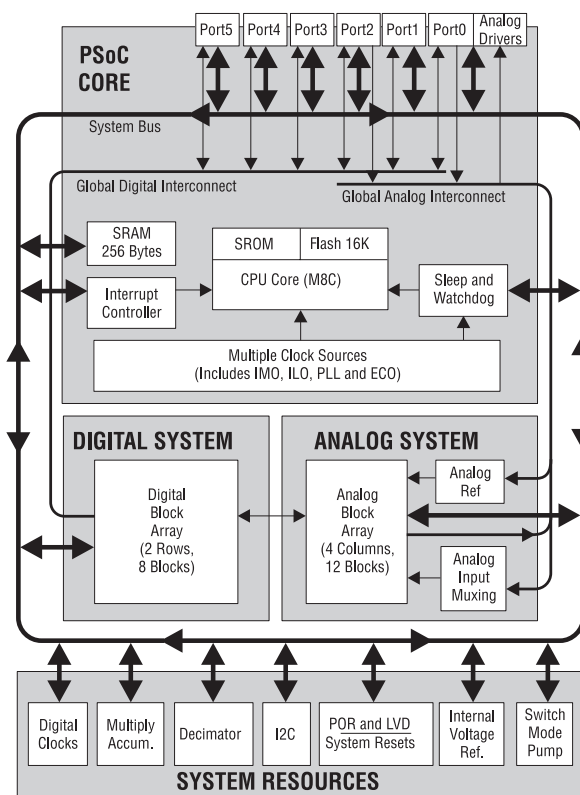 Port5 Port4 Port3 Port2 Port1 Port0 Analog
Drivers
PSoC
CORE
System Bus
Global Digital Interconnect
Global Analog Interconnect
SRAM
256 Bytes
SROM Flash 16K
CPU Core (M8C)
Interrupt
Controller
Sleep and
Watchdog
Multiple Clock Sources
(Includes IMO, ILO, PLL and ECO)
DIGITAL SYSTEM
Digital
Block
Array
(2 Rows,
8 Blocks)
ANALOG SYSTEM
Analog
Block
Array
(4 Columns,
12 Blocks)
Analog
Ref
Analog
Input
Muxing
Digital
Clocks
Multiply
Accum.
Decimator
I2C
POR and LVD
System Resets
Internal
Voltage
Ref.
Switch
Mode
Pump
SYSTEM RESOURCES